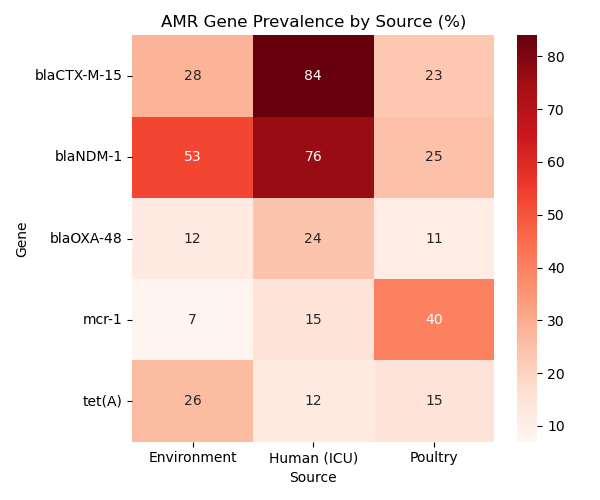 AMR Gene Prevalence by Source (%)
Gene
blaCTX-M-15 28 84 23
blaNDM-1 53 76 25
blaOXA-48 12 24 11
mcr-1 7 15 40
tet(A) 26 12 15
Environment Human (ICU) Poultry
Source
80
70
60
50
40
30
20
10